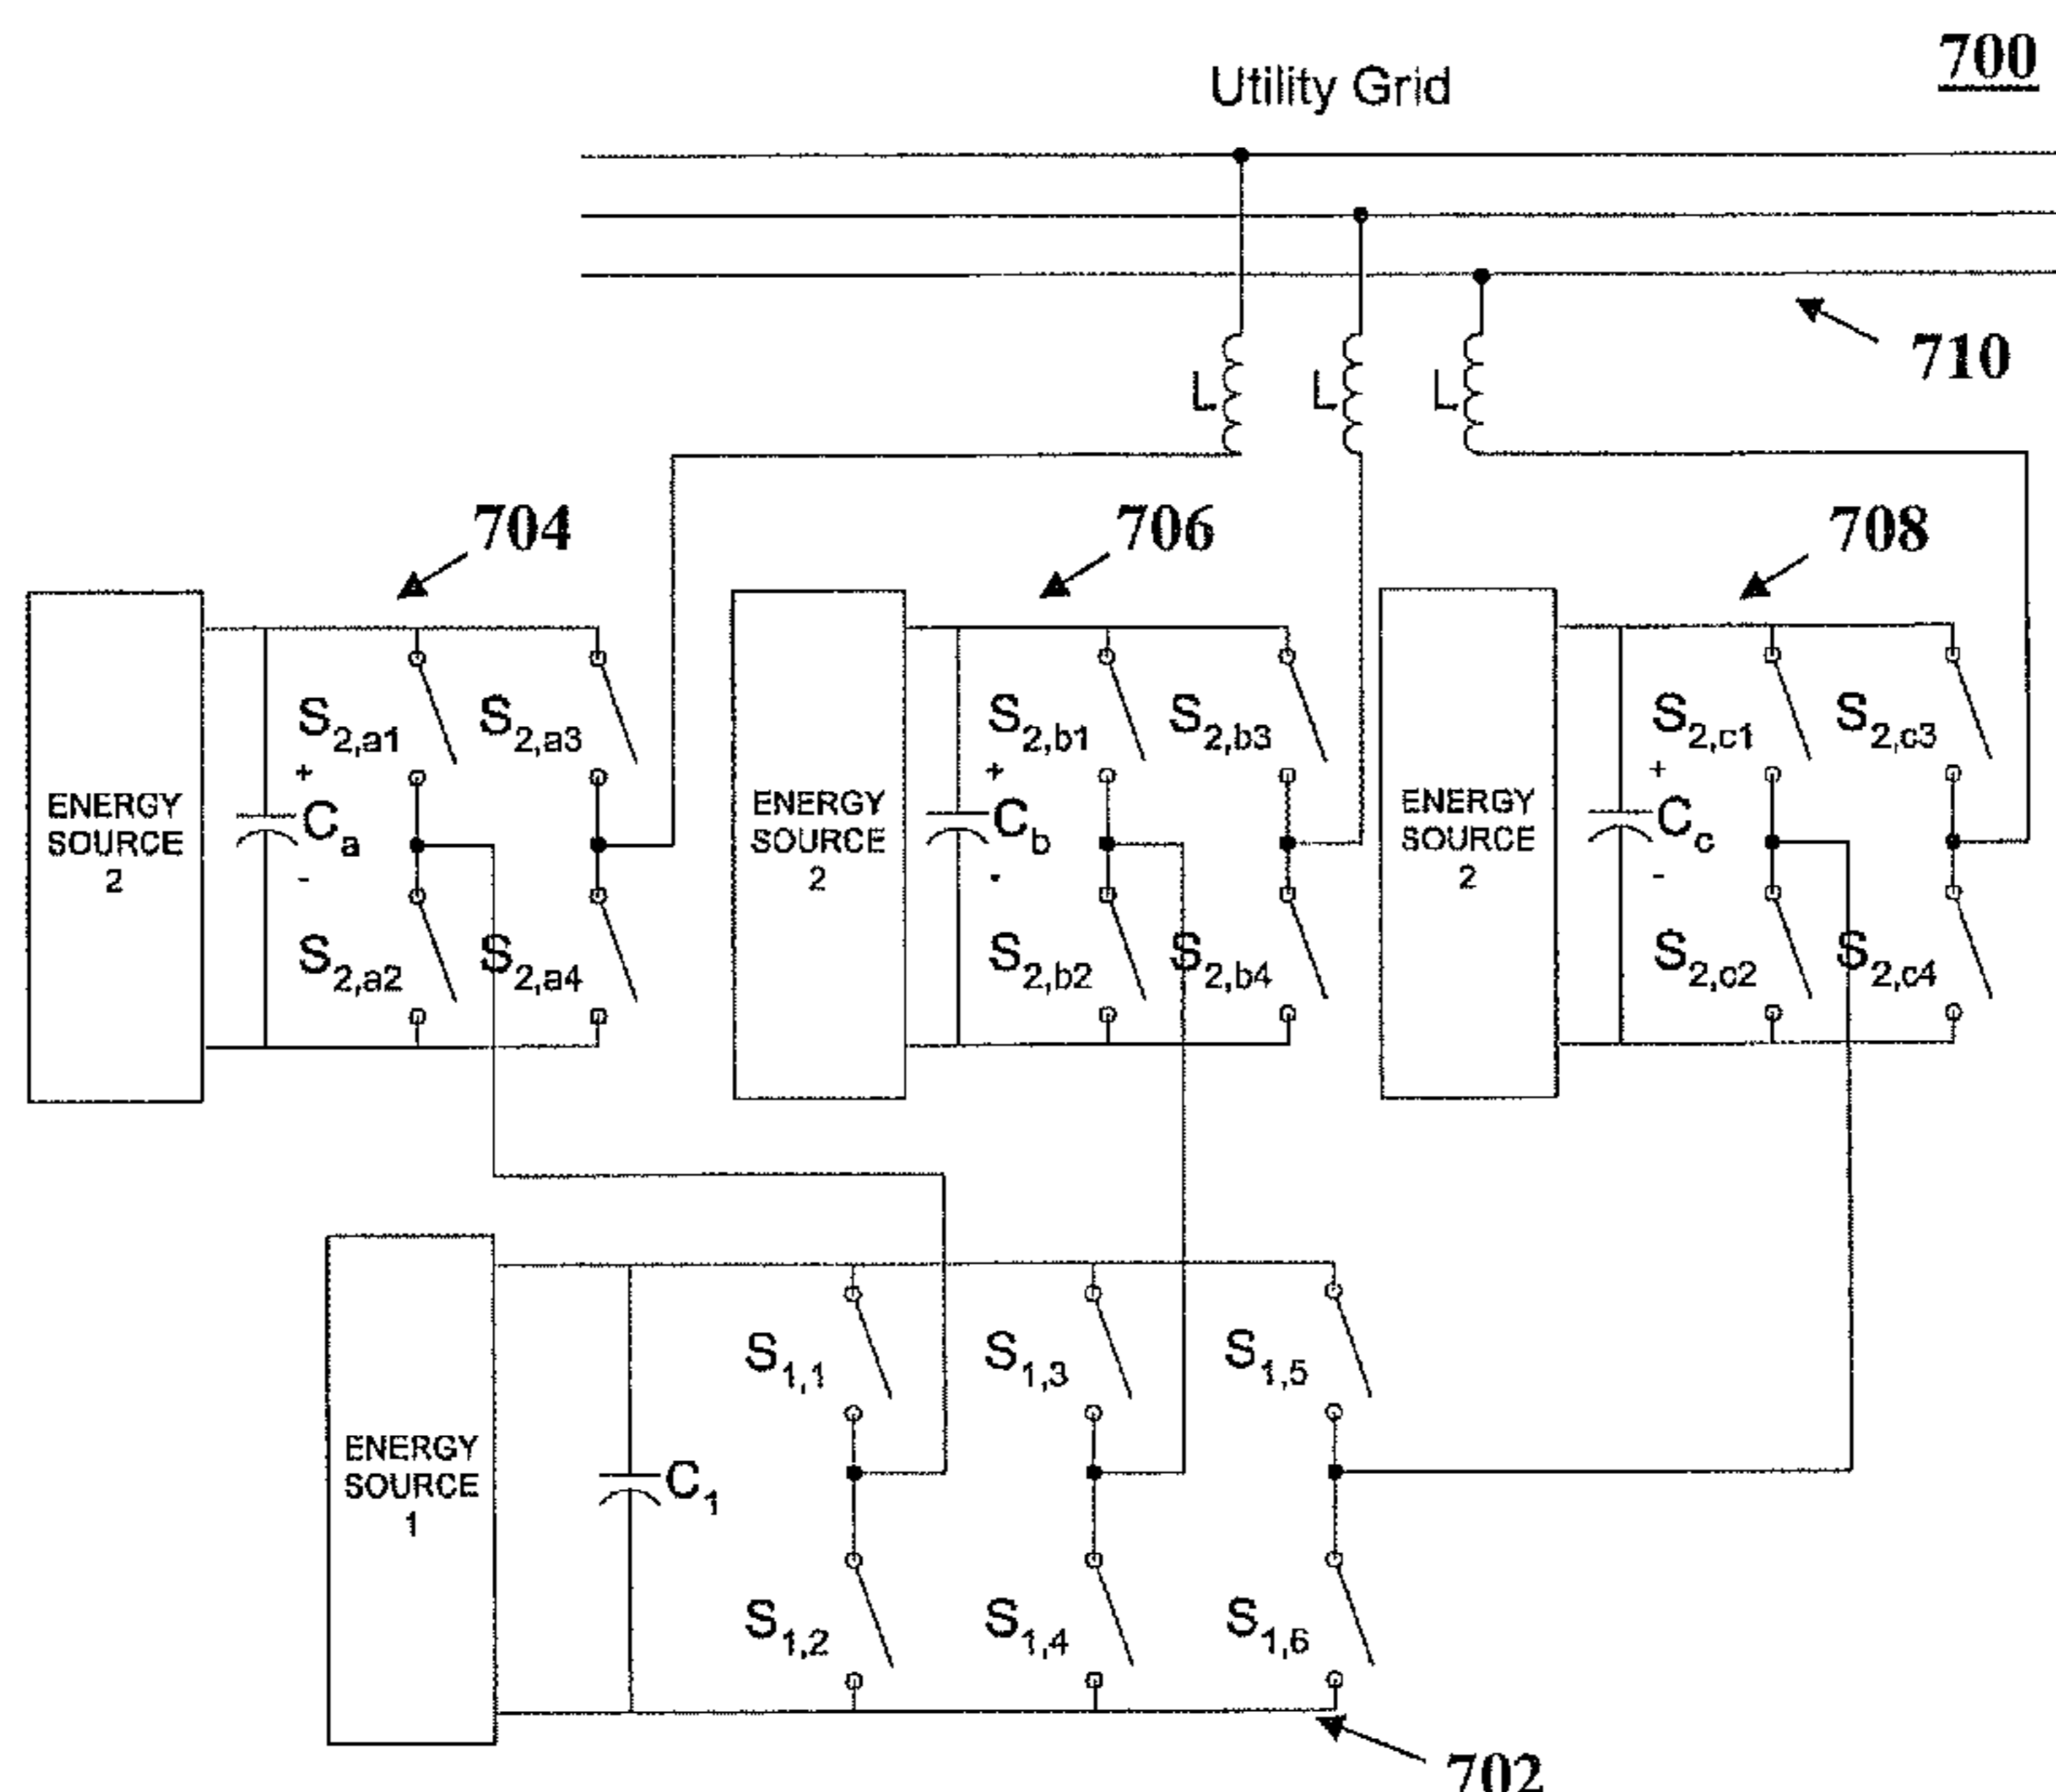 700
Utility Grid
710
L
L
L
704
706
708
ENERGY
SOURCE
2
S2,a1
S2,a3
+
Ca
-
S2,a2
S2,a4
ENERGY
SOURCE
2
S2,b1
S2,b3
+
Cb
-
S2,b2
S2,b4
ENERGY
SOURCE
2
S2,c1
S2,c3
+
Cc
-
S2,c2
S2,c4
ENERGY
SOURCE
1
C1
S1,1
S1,3
S1,5
S1,2
S1,4
S1,6
702